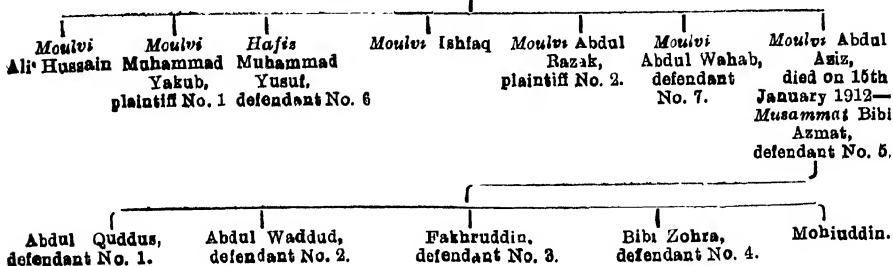 Moulvi
Ali Hussain
Moulvi
Muhammad
Yakub,
plaintiff No. 1
Hafiz
Muhammad
Yusuf,
defendant No. 6
Moulvi Ishfaq
Moulvi Abdul
Razak,
plaintiff No. 2.
Moulvi
Abdul Wahab,
defendant
No. 7.
Moulvi Abdul
Aziz,
died on 15th
January 1912—
Musammat Bibi
Azmat,
defendant No. 5.
Abdul Quddus,
defendant No. 1.
Abdul Waddud,
defendant No. 2.
Fakhruddin,
defendant No. 3.
Bibi Zohra,
defendant No. 4.
Mohiuddin.